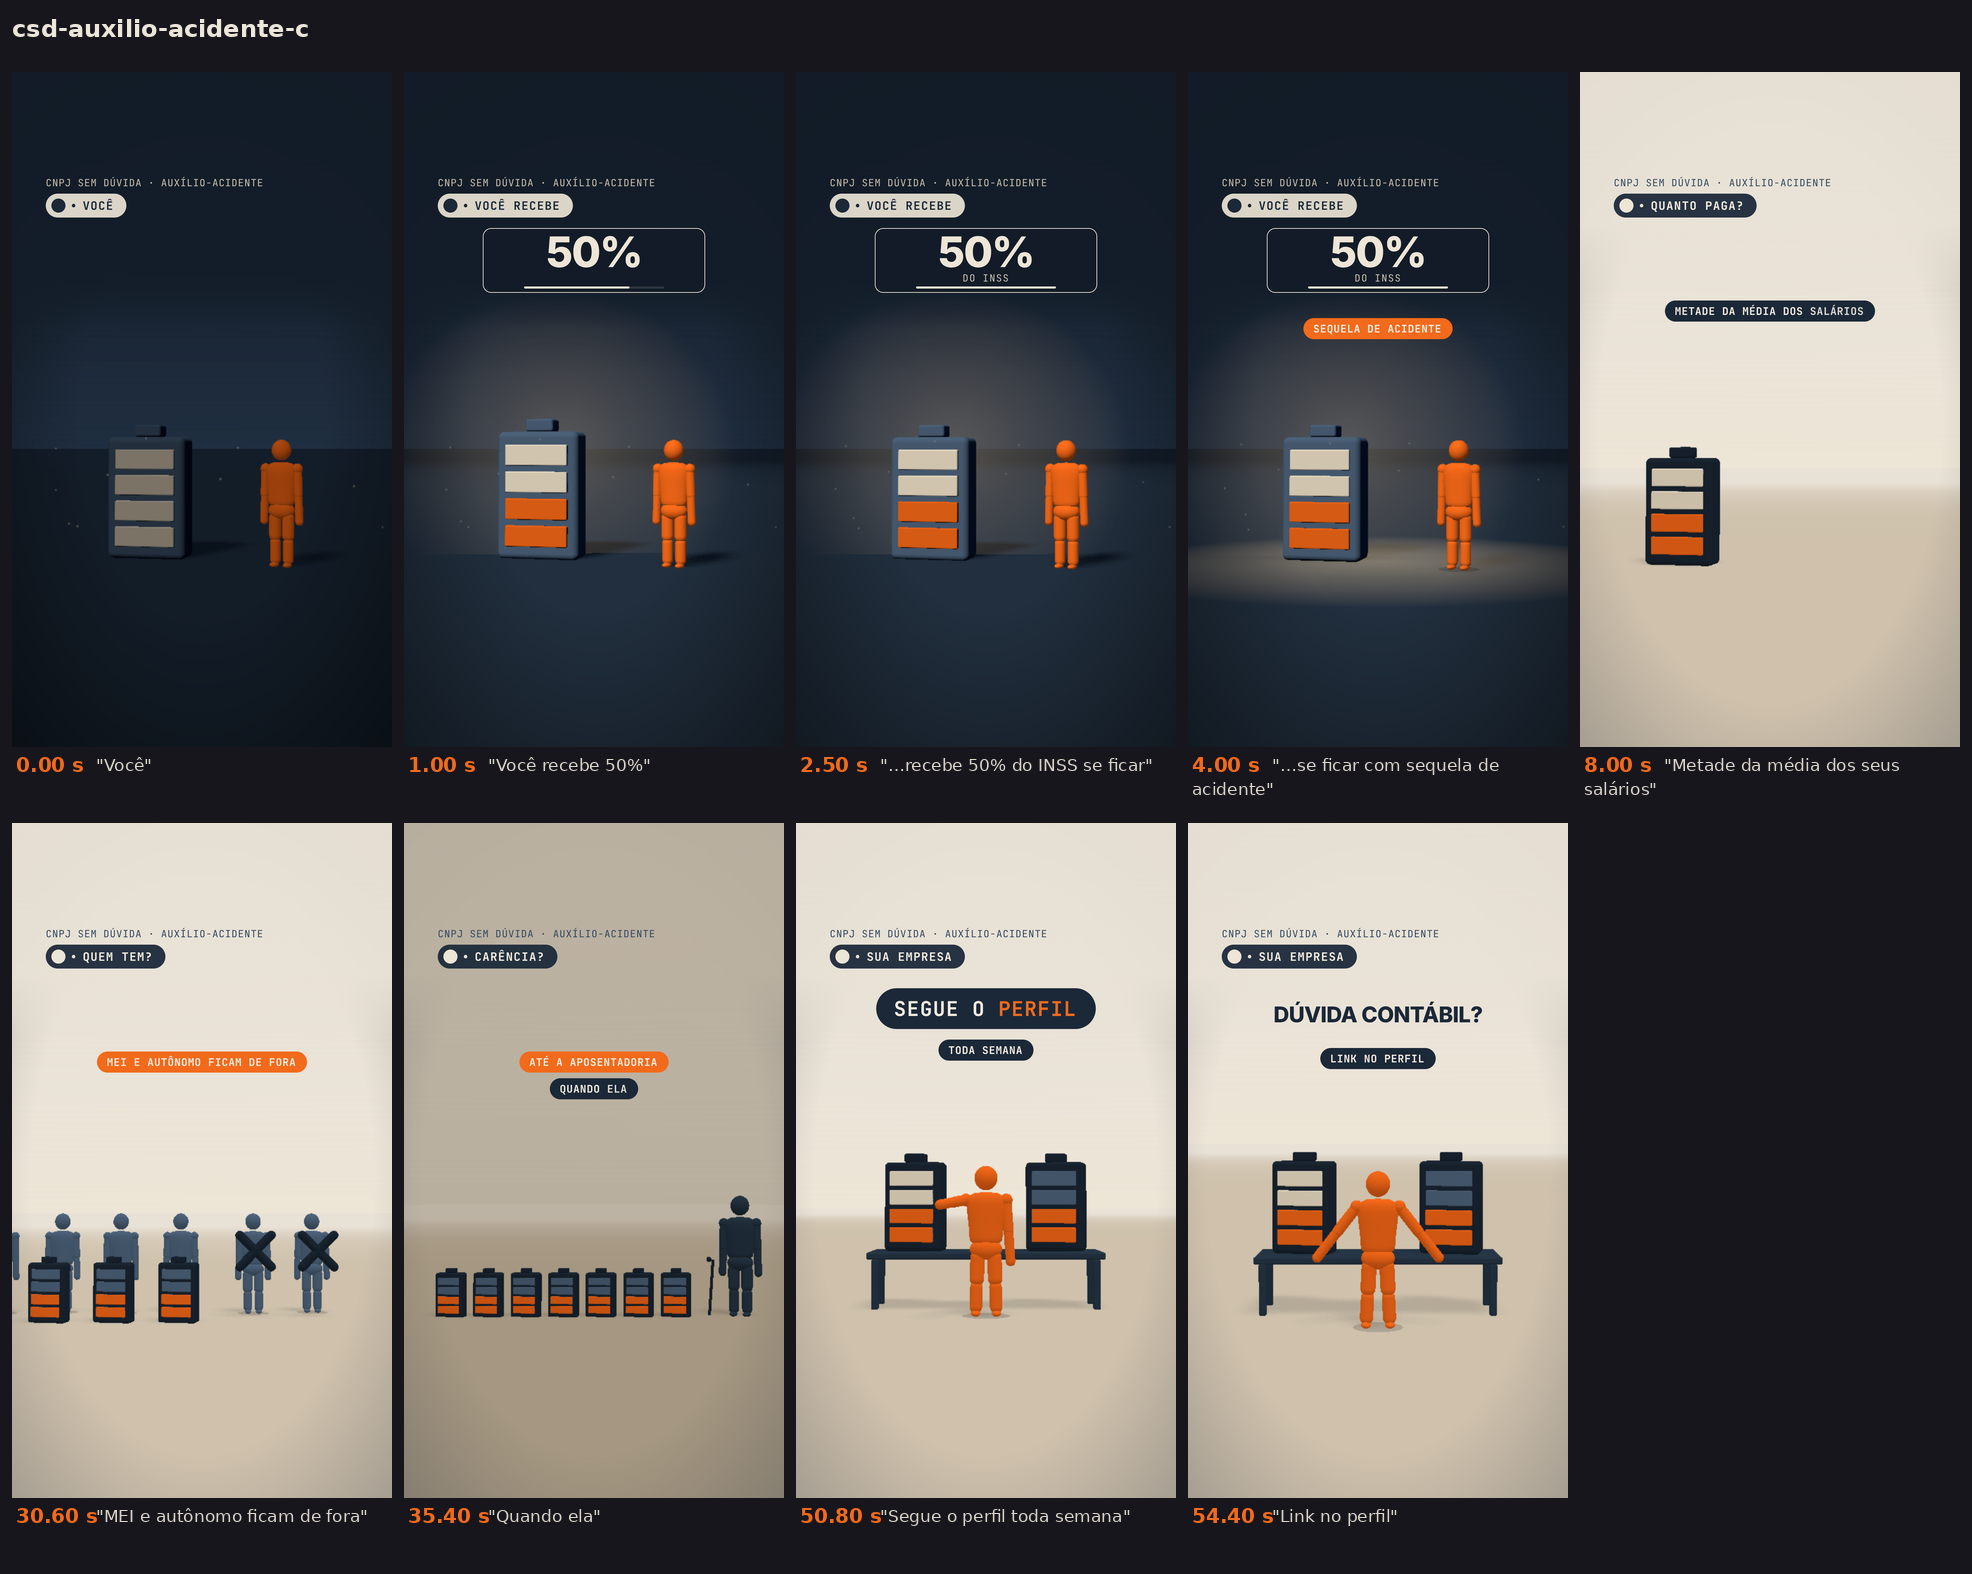 csd-auxilio-acidente-c
CNPJ SEM DÚVIDA · AUXÍLIO-ACIDENTE
• VOCÊ
0.00 s "Você"
CNPJ SEM DÚVIDA · AUXÍLIO-ACIDENTE
• VOCÊ RECEBE
50%
1.00 s "Você recebe 50%"
CNPJ SEM DÚVIDA · AUXÍLIO-ACIDENTE
• VOCÊ RECEBE
50%
DO INSS
2.50 s "...recebe 50% do INSS se ficar"
CNPJ SEM DÚVIDA · AUXÍLIO-ACIDENTE
• VOCÊ RECEBE
50%
DO INSS
SEQUELA DE ACIDENTE
4.00 s "...se ficar com sequela de
acidente"
CNPJ SEM DÚVIDA · AUXÍLIO-ACIDENTE
• QUANTO PAGA?
METADE DA MÉDIA DOS SALÁRIOS
8.00 s "Metade da média dos seus
salários"
CNPJ SEM DÚVIDA · AUXÍLIO-ACIDENTE
• QUEM TEM?
MEI E AUTÔNOMO FICAM DE FORA
30.60 s "MEI e autônomo ficam de fora"
CNPJ SEM DÚVIDA · AUXÍLIO-ACIDENTE
• CARÊNCIA?
ATÉ A APOSENTADORIA
QUANDO ELA
35.40 s "Quando ela"
CNPJ SEM DÚVIDA · AUXÍLIO-ACIDENTE
• SUA EMPRESA
SEGUE O PERFIL
TODA SEMANA
50.80 s "Segue o perfil toda semana"
CNPJ SEM DÚVIDA · AUXÍLIO-ACIDENTE
• SUA EMPRESA
DÚVIDA CONTÁBIL?
LINK NO PERFIL
54.40 s "Link no perfil"